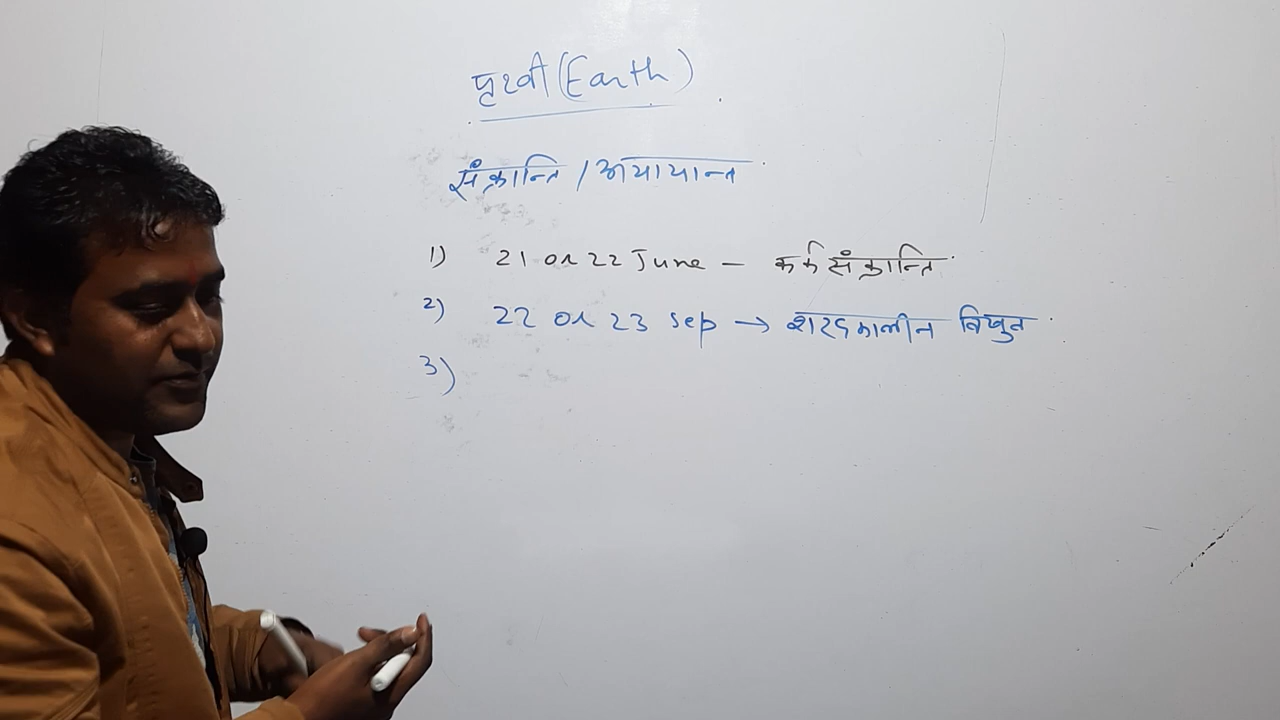 पृथ्वी (Earth)
संक्रान्ति / अयायान्त
1) 21 or 22 June - कर्क संक्रान्ति
2) 22 or 23 Sep → शरदकालीन विषुत
3)